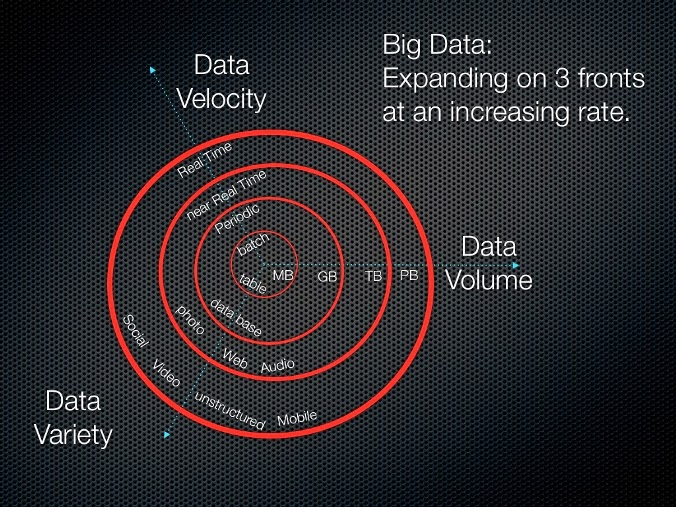 Big Data:
Expanding on 3 fronts
at an increasing rate.
Data
Velocity
Real Time
near Real Time
Periodic
batch
Data
Volume
MB
GB
TB
PB
table
data base
photo
Web
Audio
Social
Video
unstructured
Mobile
Data
Variety